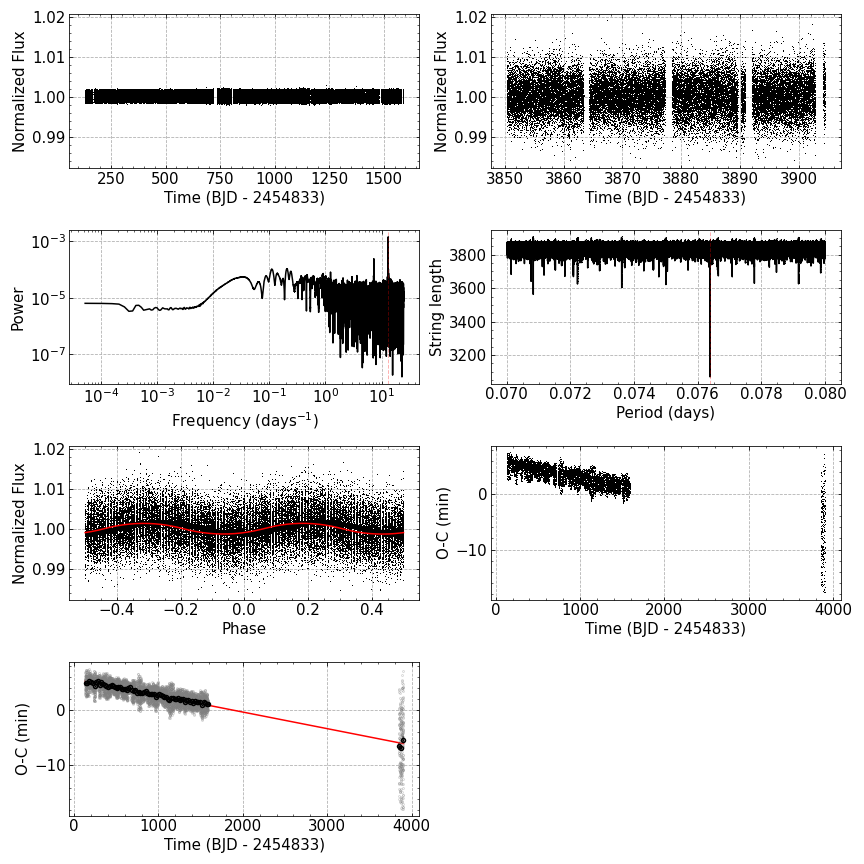 1.02
1.01
1.00
0.99
Normalized Flux
250 500 750 1000 1250 1500
Time (BJD - 2454833)
1.02
1.01
1.00
0.99
Normalized Flux
3850 3860 3870 3880 3890 3900
Time (BJD - 2454833)
10⁻³
10⁻⁵
10⁻⁷
Power
10⁻⁴ 10⁻³ 10⁻² 10⁻¹ 10⁰ 10¹
Frequency (days⁻¹)
3800
3600
3400
3200
String length
0.070 0.072 0.074 0.076 0.078 0.080
Period (days)
1.02
1.01
1.00
0.99
Normalized Flux
−0.4 −0.2 0.0 0.2 0.4
Phase
0
−10
O-C (min)
0 1000 2000 3000 4000
Time (BJD - 2454833)
0
−10
O-C (min)
0 1000 2000 3000 4000
Time (BJD - 2454833)